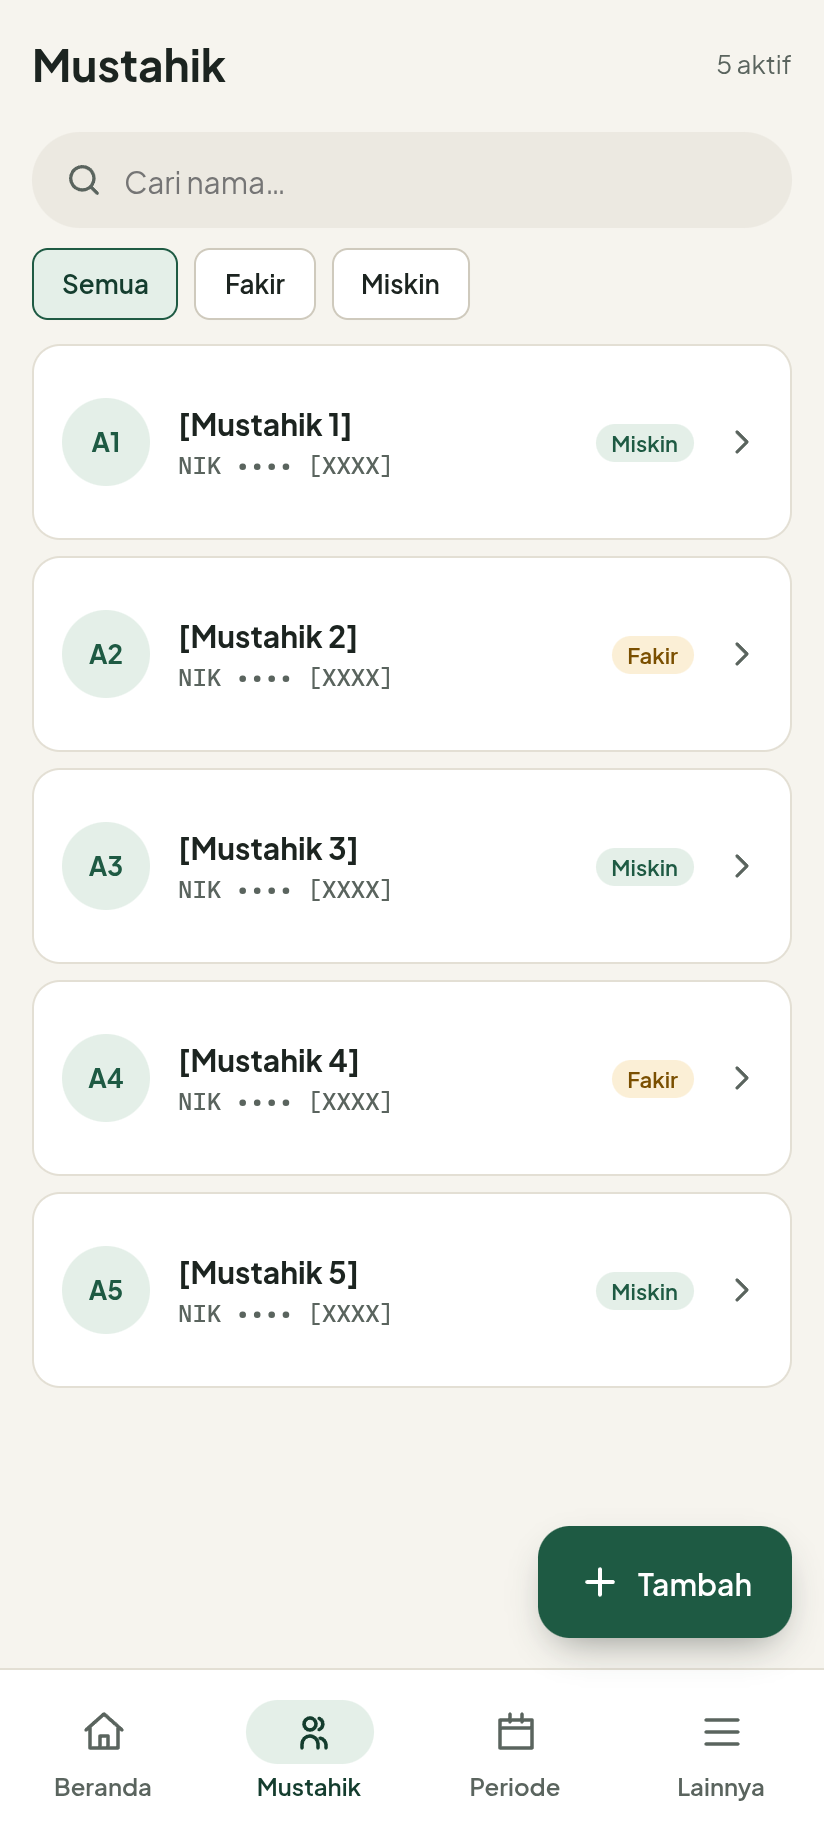 Mustahik
5 aktif
Cari nama...
Semua
Fakir
Miskin
A1
[Mustahik 1]
NIK •••• [XXXX]
Miskin
A2
[Mustahik 2]
NIK •••• [XXXX]
Fakir
A3
[Mustahik 3]
NIK •••• [XXXX]
Miskin
A4
[Mustahik 4]
NIK •••• [XXXX]
Fakir
A5
[Mustahik 5]
NIK •••• [XXXX]
Miskin
Tambah
Beranda
Mustahik
Periode
Lainnya